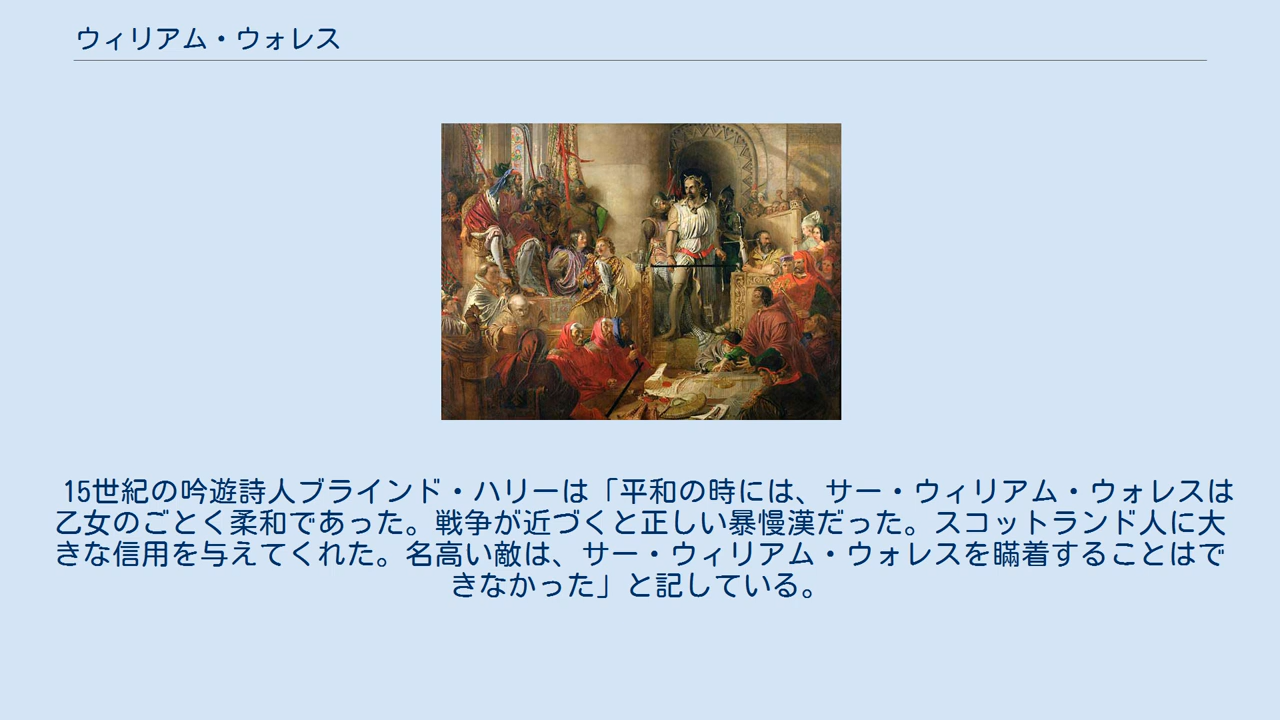 ウィリアム・ウォレス
15世紀の吟遊詩人ブラインド・ハリーは「平和の時には、サー・ウィリアム・ウォレスは
乙女のごとく柔和であった。戦争が近づくと正しい暴慢漢だった。スコットランド人に大
きな信用を与えてくれた。名高い敵は、サー・ウィリアム・ウォレスを瞞着することはで
きなかった」と記している。